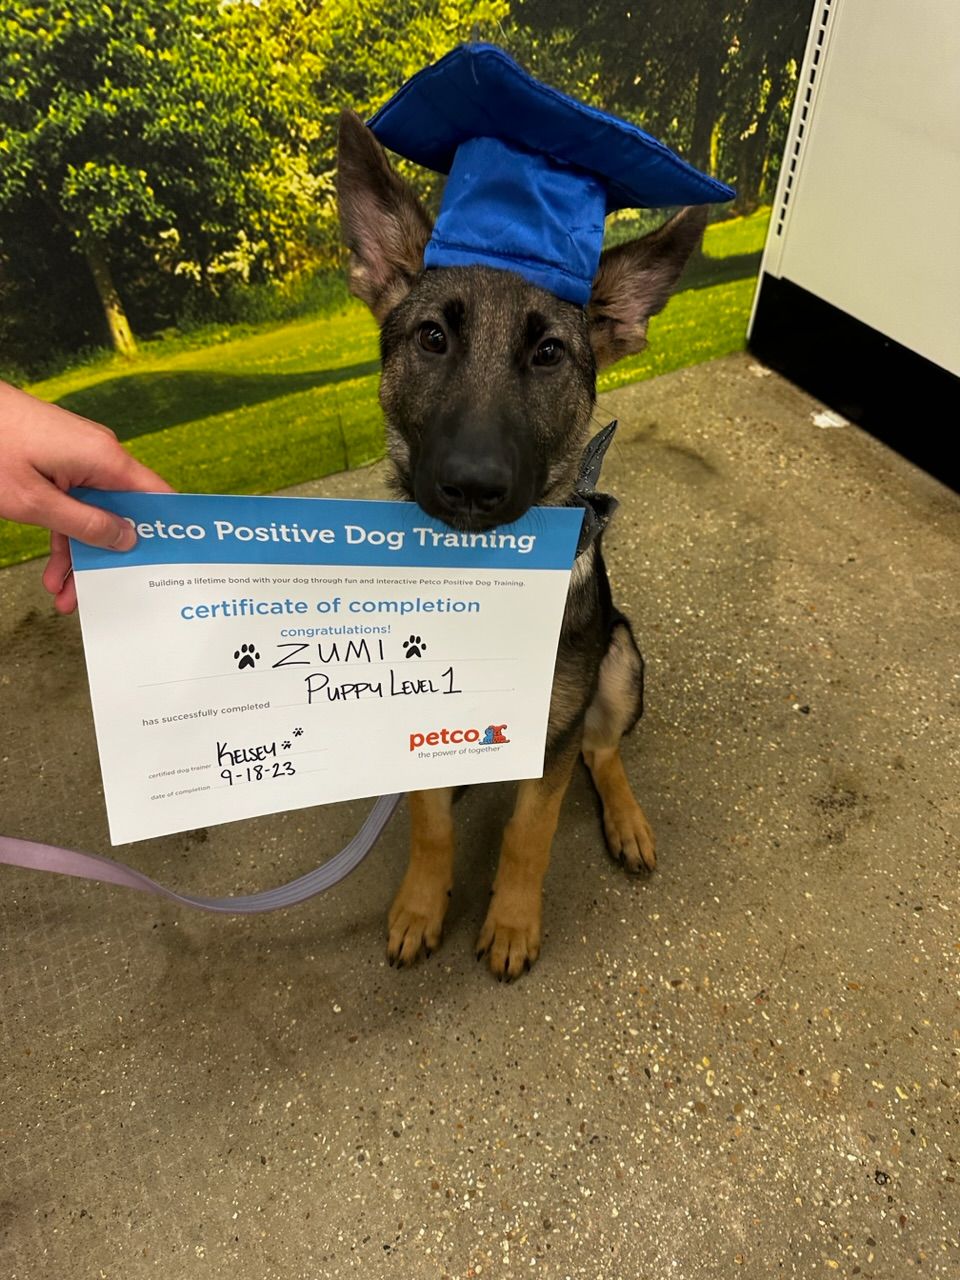 Petco Positive Dog Training
Building a lifetime bond with your dog through fun and interactive Petco Positive Dog Training.
certificate of completion
congratulations!
ZUMI
PUPPY LEVEL 1
has successfully completed
KELSEY
certified dog trainer
9-18-23
date of completion
petco
the power of together